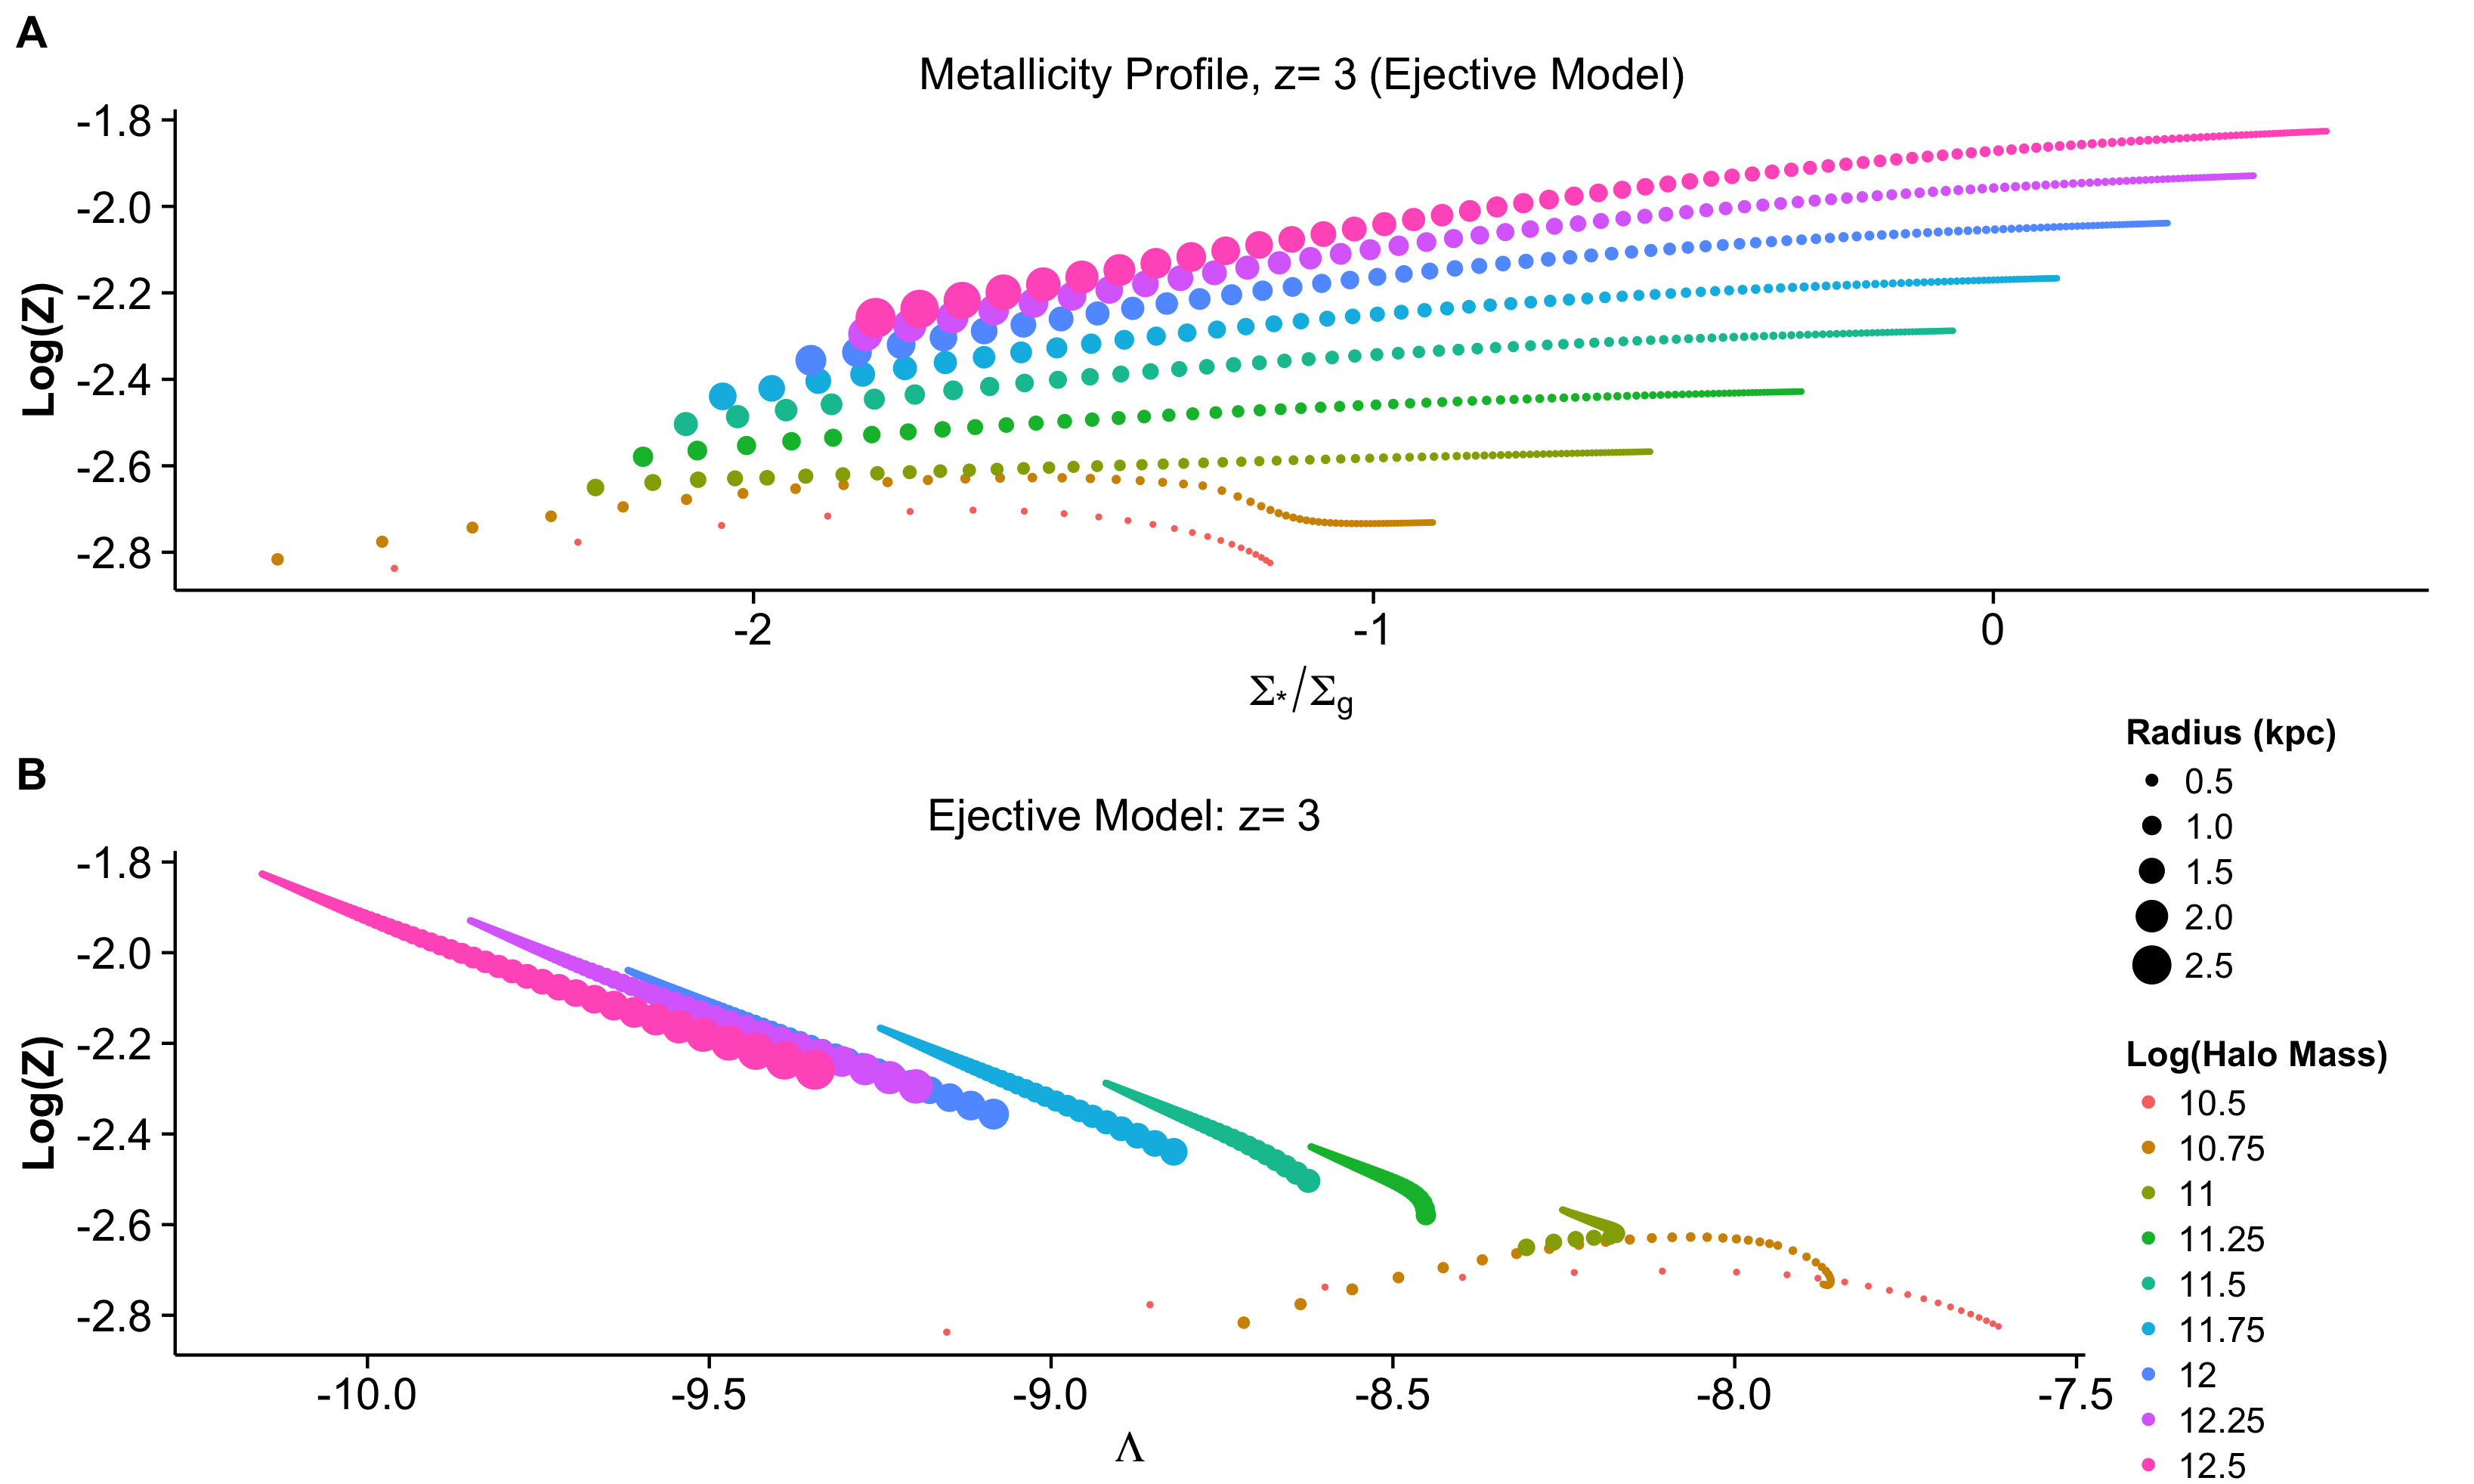 A
Metallicity Profile, z= 3 (Ejective Model)
Log(Z)
-1.8
-2.0
-2.2
-2.4
-2.6
-2.8
-2 -1 0
Σ*/Σg
B
Ejective Model: z= 3
Log(Z)
-1.8
-2.0
-2.2
-2.4
-2.6
-2.8
-10.0 -9.5 -9.0 -8.5 -8.0 -7.5
Λ
Radius (kpc)
0.5
1.0
1.5
2.0
2.5
Log(Halo Mass)
10.5
10.75
11
11.25
11.5
11.75
12
12.25
12.5